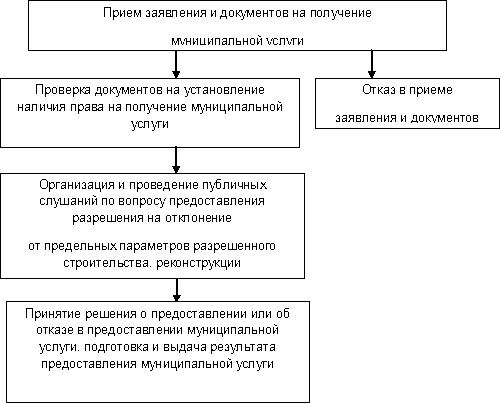 Прием заявления и документов на получение
муниципальной услуги
Проверка документов на установление
наличия права на получение муниципальной
услуги
Отказ в приеме
заявления и документов
Организация и проведение публичных
слушаний по вопросу предоставления
разрешения на отклонение
от предельных параметров разрешенного
строительства. реконструкции
Принятие решения о предоставлении или об
отказе в предоставлении муниципальной
услуги. подготовка и выдача результата
предоставления муниципальной услуги